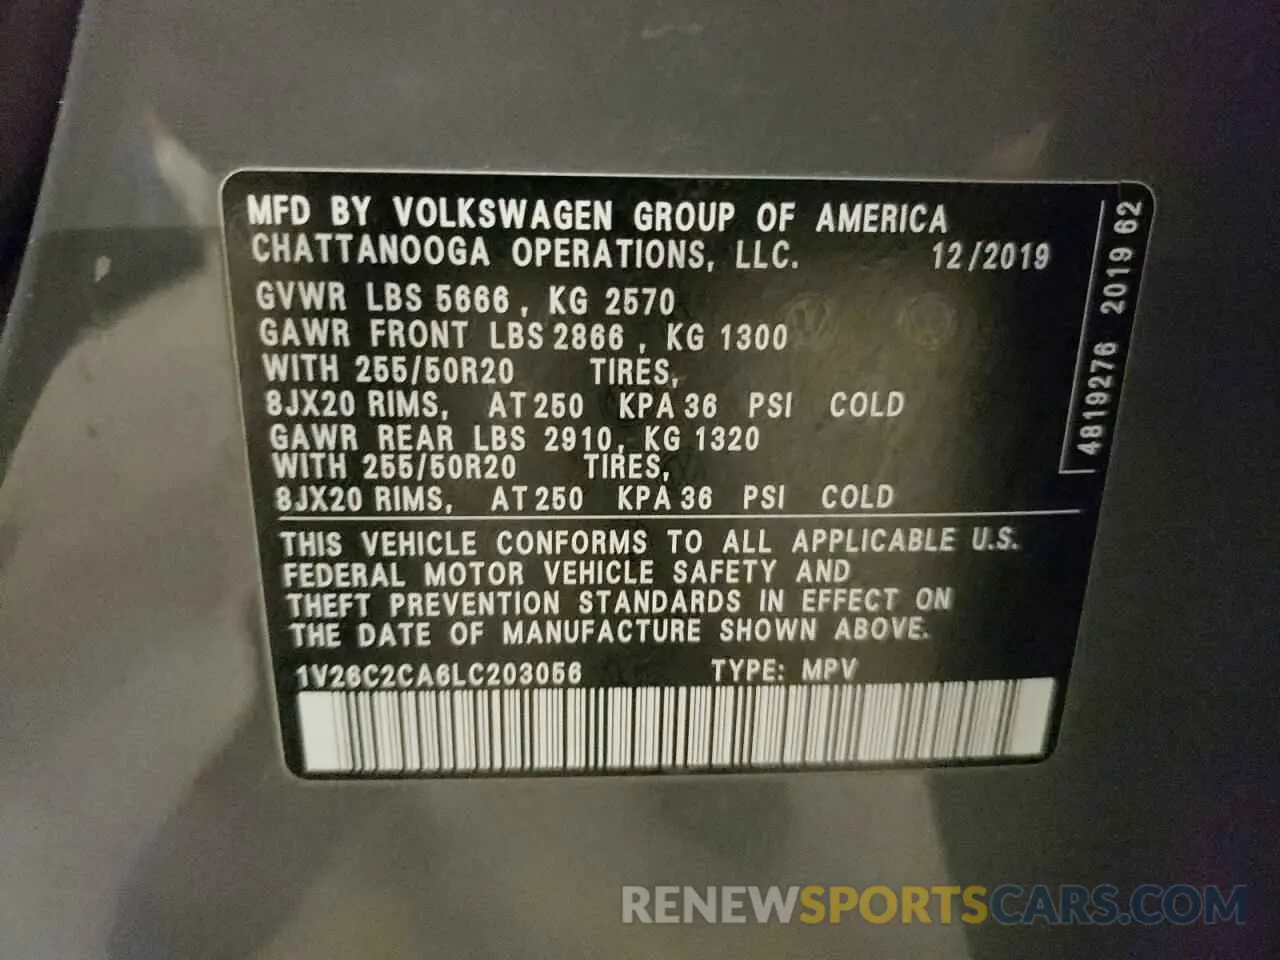 MFD BY VOLKSWAGEN GROUP OF AMERICA
CHATTANOOGA OPERATIONS, LLC. 12/2019
GVWR LBS 5666, KG 2570
GAWR FRONT LBS 2866, KG 1300
WITH 255/50R20 TIRES,
8JX20 RIMS, AT 250 KPA 36 PSI COLD
GAWR REAR LBS 2910, KG 1320
WITH 255/50R20 TIRES,
8JX20 RIMS, AT 250 KPA 36 PSI COLD
THIS VEHICLE CONFORMS TO ALL APPLICABLE U.S.
FEDERAL MOTOR VEHICLE SAFETY AND
THEFT PREVENTION STANDARDS IN EFFECT ON
THE DATE OF MANUFACTURE SHOWN ABOVE.
1V26C2CA6LC203056 TYPE: MPV
4819276 2019 62
RENEWSPORTSCARS.COM